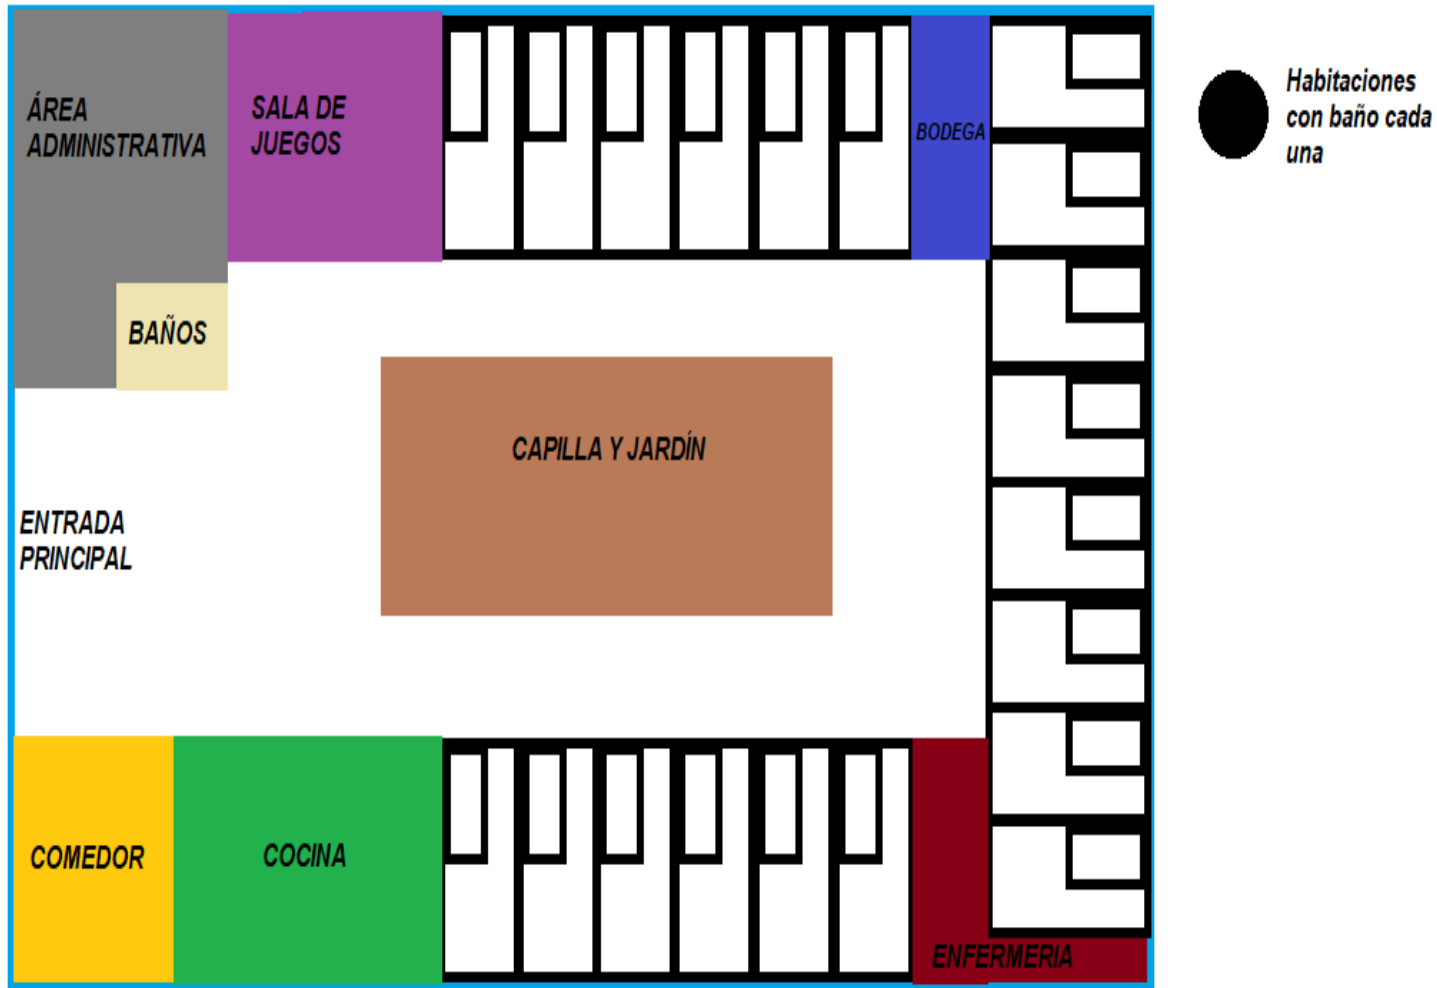 ÁREA
ADMINISTRATIVA
SALA DE
JUEGOS
BODEGA
Habitaciones
con baño cada
una
BAÑOS
CAPILLA Y JARDÍN
ENTRADA
PRINCIPAL
COMEDOR
COCINA
ENFERMERIA